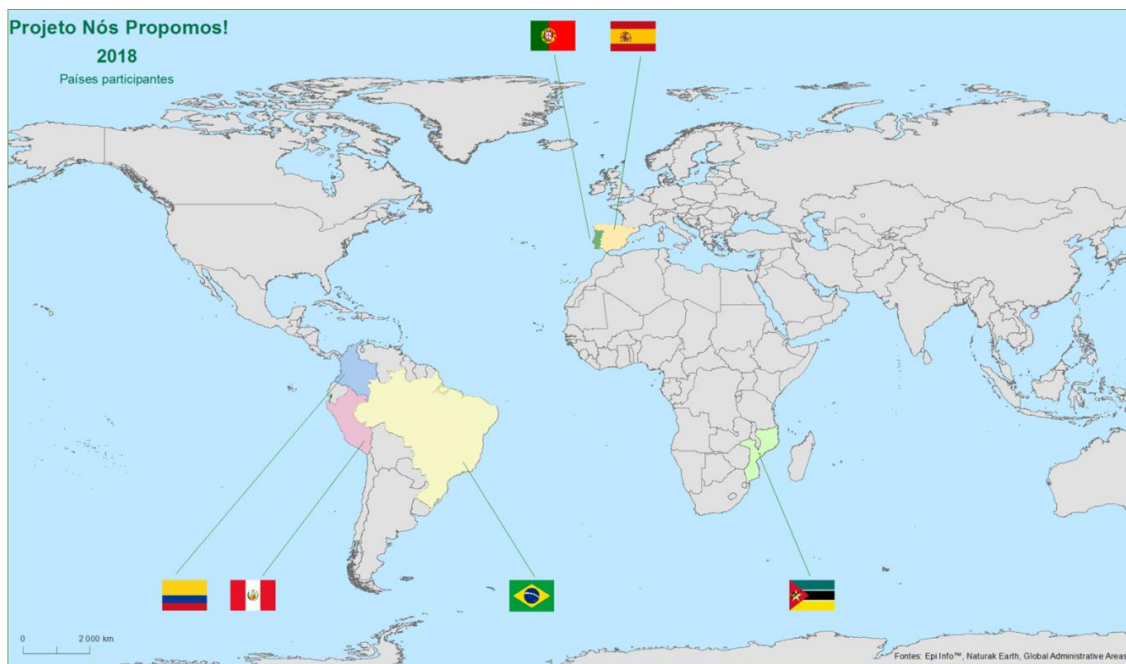 Projeto Nós Propomos!
2018
Países participantes
0 2 000 km
Fontes: Epi Info™, Naturak Earth, Global Administrative Areas